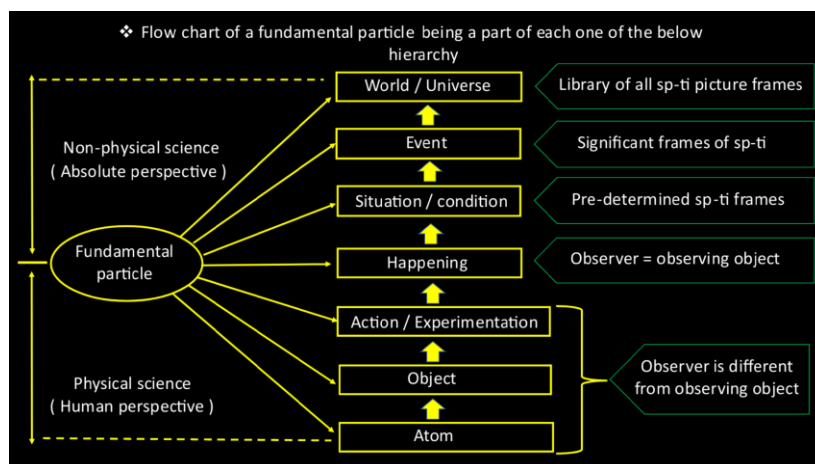 ❖ Flow chart of a fundamental particle being a part of each one of the below
hierarchy
World / Universe
Library of all sp-ti picture frames
Non-physical science
( Absolute perspective )
Event
Significant frames of sp-ti
Situation / condition
Pre-determined sp-ti frames
Fundamental
particle
Happening
Observer = observing object
Action / Experimentation
Physical science
( Human perspective )
Object
Observer is different
from observing object
Atom